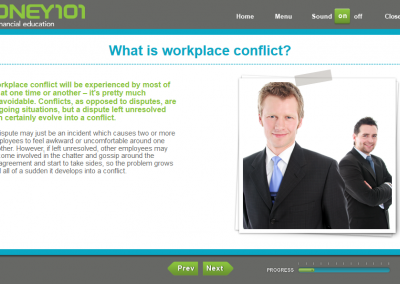 ONEY101
nancial education
Home Menu Sound on off Close
What is workplace conflict?
rkplace conflict will be experienced by most of
at one time or another – it's pretty much
avoidable. Conflicts, as opposed to disputes, are
going situations, but a dispute left unresolved
n certainly evolve into a conflict.
ispute may just be an incident which causes two or more
ployees to feel awkward or uncomfortable around one
other. However, if left unresolved, other employees may
come involved in the chatter and gossip around the
agreement and start to take sides, so the problem grows
d all of a sudden it develops into a conflict
Prev Next
PROGRESS